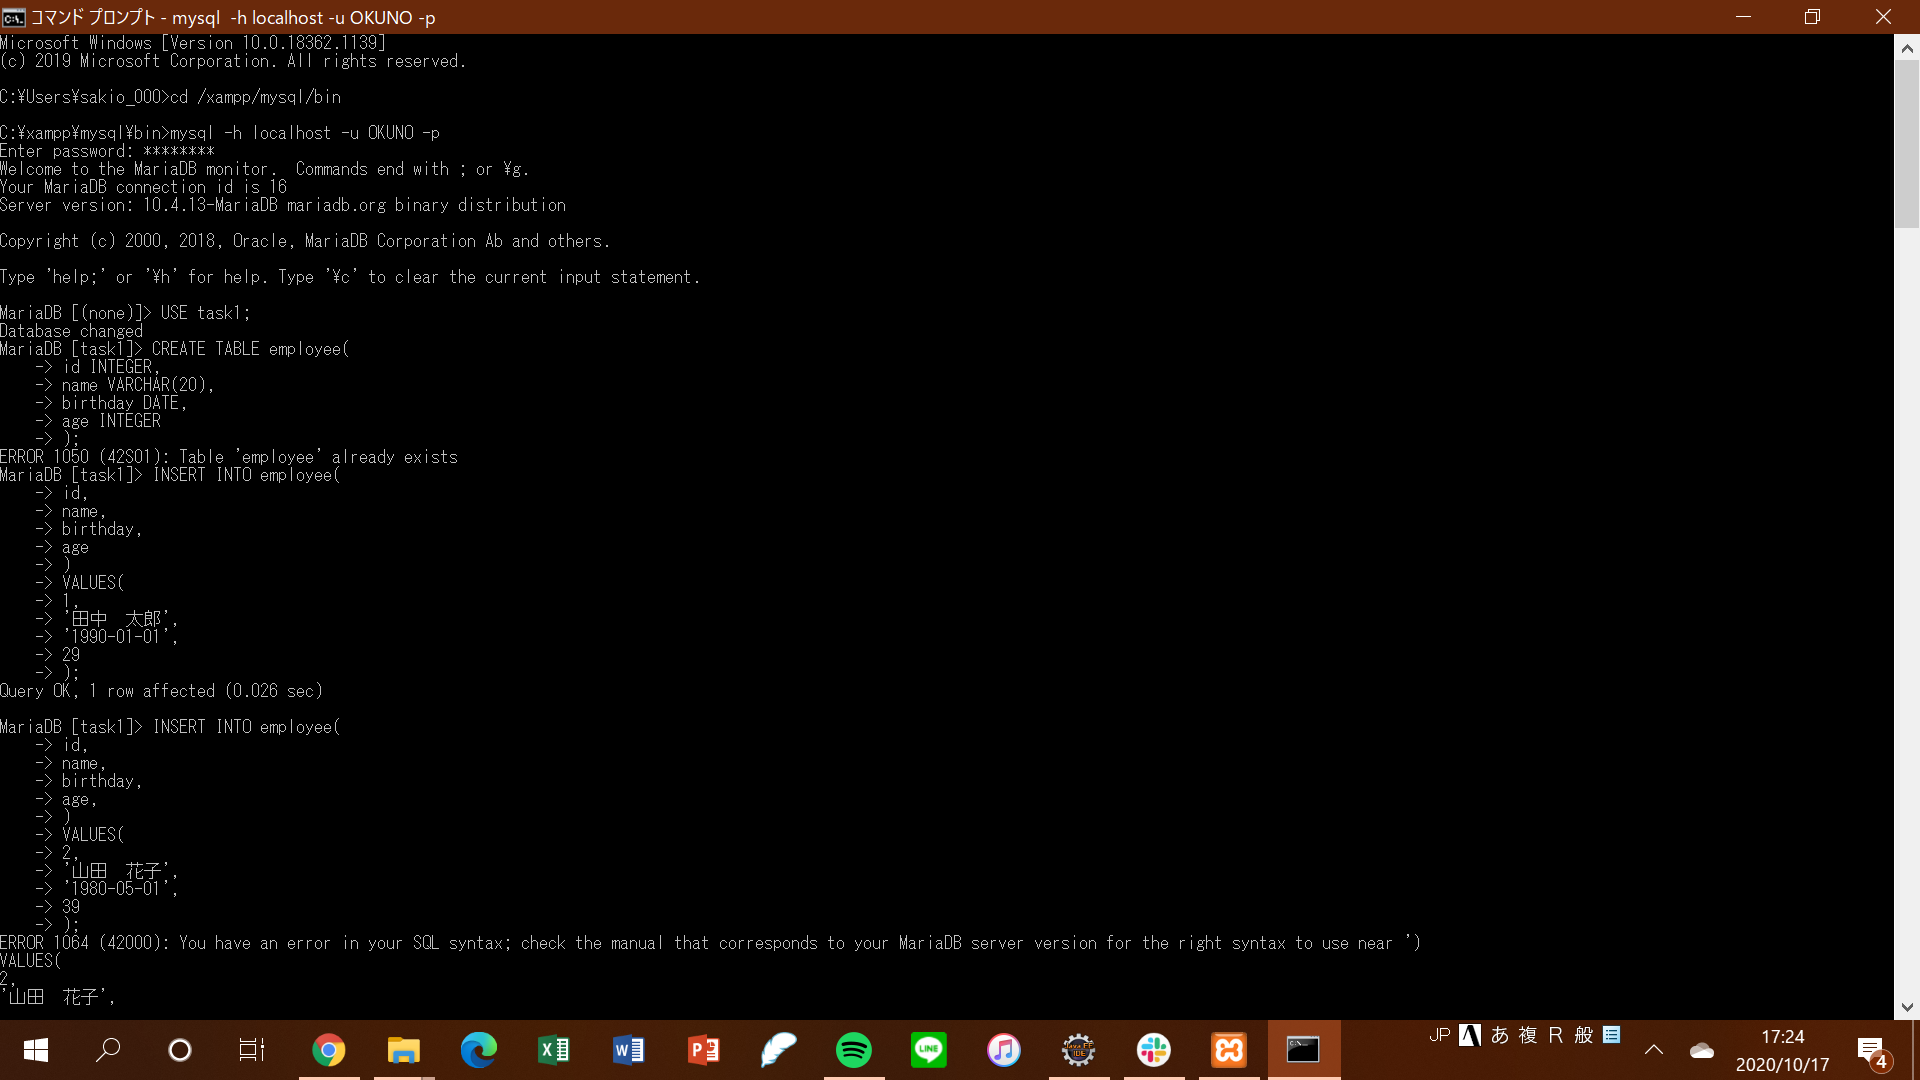 コマンド プロンプト - mysql  -h localhost -u OKUNO -p
Microsoft Windows [Version 10.0.18362.1139]
(c) 2019 Microsoft Corporation. All rights reserved.
C:¥Users¥sakio_000>cd /xampp/mysql/bin
C:¥xampp¥mysql¥bin>mysql -h localhost -u OKUNO -p
Enter password: ********
Welcome to the MariaDB monitor.  Commands end with ; or ¥g.
Your MariaDB connection id is 16
Server version: 10.4.13-MariaDB mariadb.org binary distribution
Copyright (c) 2000, 2018, Oracle, MariaDB Corporation Ab and others.
Type 'help;' or '¥h' for help. Type '¥c' to clear the current input statement.
MariaDB [(none)]> USE task1;
Database changed
MariaDB [task1]> CREATE TABLE employee(
    -> id INTEGER,
    -> name VARCHAR(20),
    -> birthday DATE,
    -> age INTEGER
    -> );
ERROR 1050 (42S01): Table 'employee' already exists
MariaDB [task1]> INSERT INTO employee(
    -> id,
    -> name,
    -> birthday,
    -> age
    -> )
    -> VALUES(
    -> 1,
    -> '田中　太郎',
    -> '1990-01-01',
    -> 29
    -> );
Query OK, 1 row affected (0.026 sec)
MariaDB [task1]> INSERT INTO employee(
    -> id,
    -> name,
    -> birthday,
    -> age,
    -> )
    -> VALUES(
    -> 2,
    -> '山田　花子',
    -> '1980-05-01',
    -> 39
    -> );
ERROR 1064 (42000): You have an error in your SQL syntax; check the manual that corresponds to your MariaDB server version for the right syntax to use near ')
VALUES(
2,
'山田　花子',
JP A あ 複 R 般
17:24
2020/10/17
4
LINE
Java EE
IDE